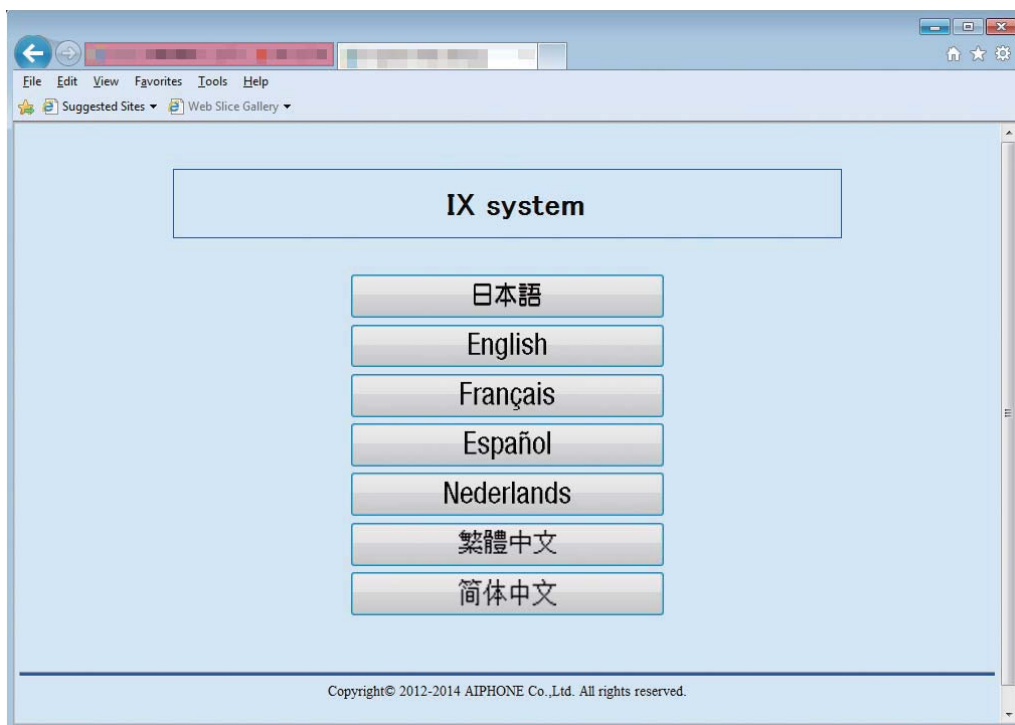 File Edit View Favorites Tools Help
Suggested Sites Web Slice Gallery
IX system
日本語
English
Français
Español
Nederlands
繁體中文
简体中文
Copyright© 2012-2014 AIPHONE Co.,Ltd. All rights reserved.